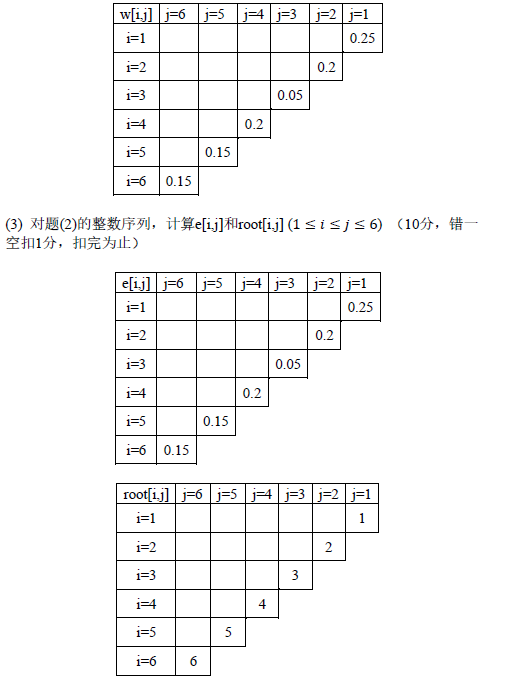 w[i,j] j=6 j=5 j=4 j=3 j=2 j=1
i=1 0.25
i=2 0.2
i=3 0.05
i=4 0.2
i=5 0.15
i=6 0.15
(3) 对题(2)的整数序列，计算e[i,j]和root[i,j] (1 ≤ i ≤ j ≤ 6) （10分，错一
空扣1分，扣完为止）
e[i,j] j=6 j=5 j=4 j=3 j=2 j=1
i=1 0.25
i=2 0.2
i=3 0.05
i=4 0.2
i=5 0.15
i=6 0.15
root[i,j] j=6 j=5 j=4 j=3 j=2 j=1
i=1 1
i=2 2
i=3 3
i=4 4
i=5 5
i=6 6